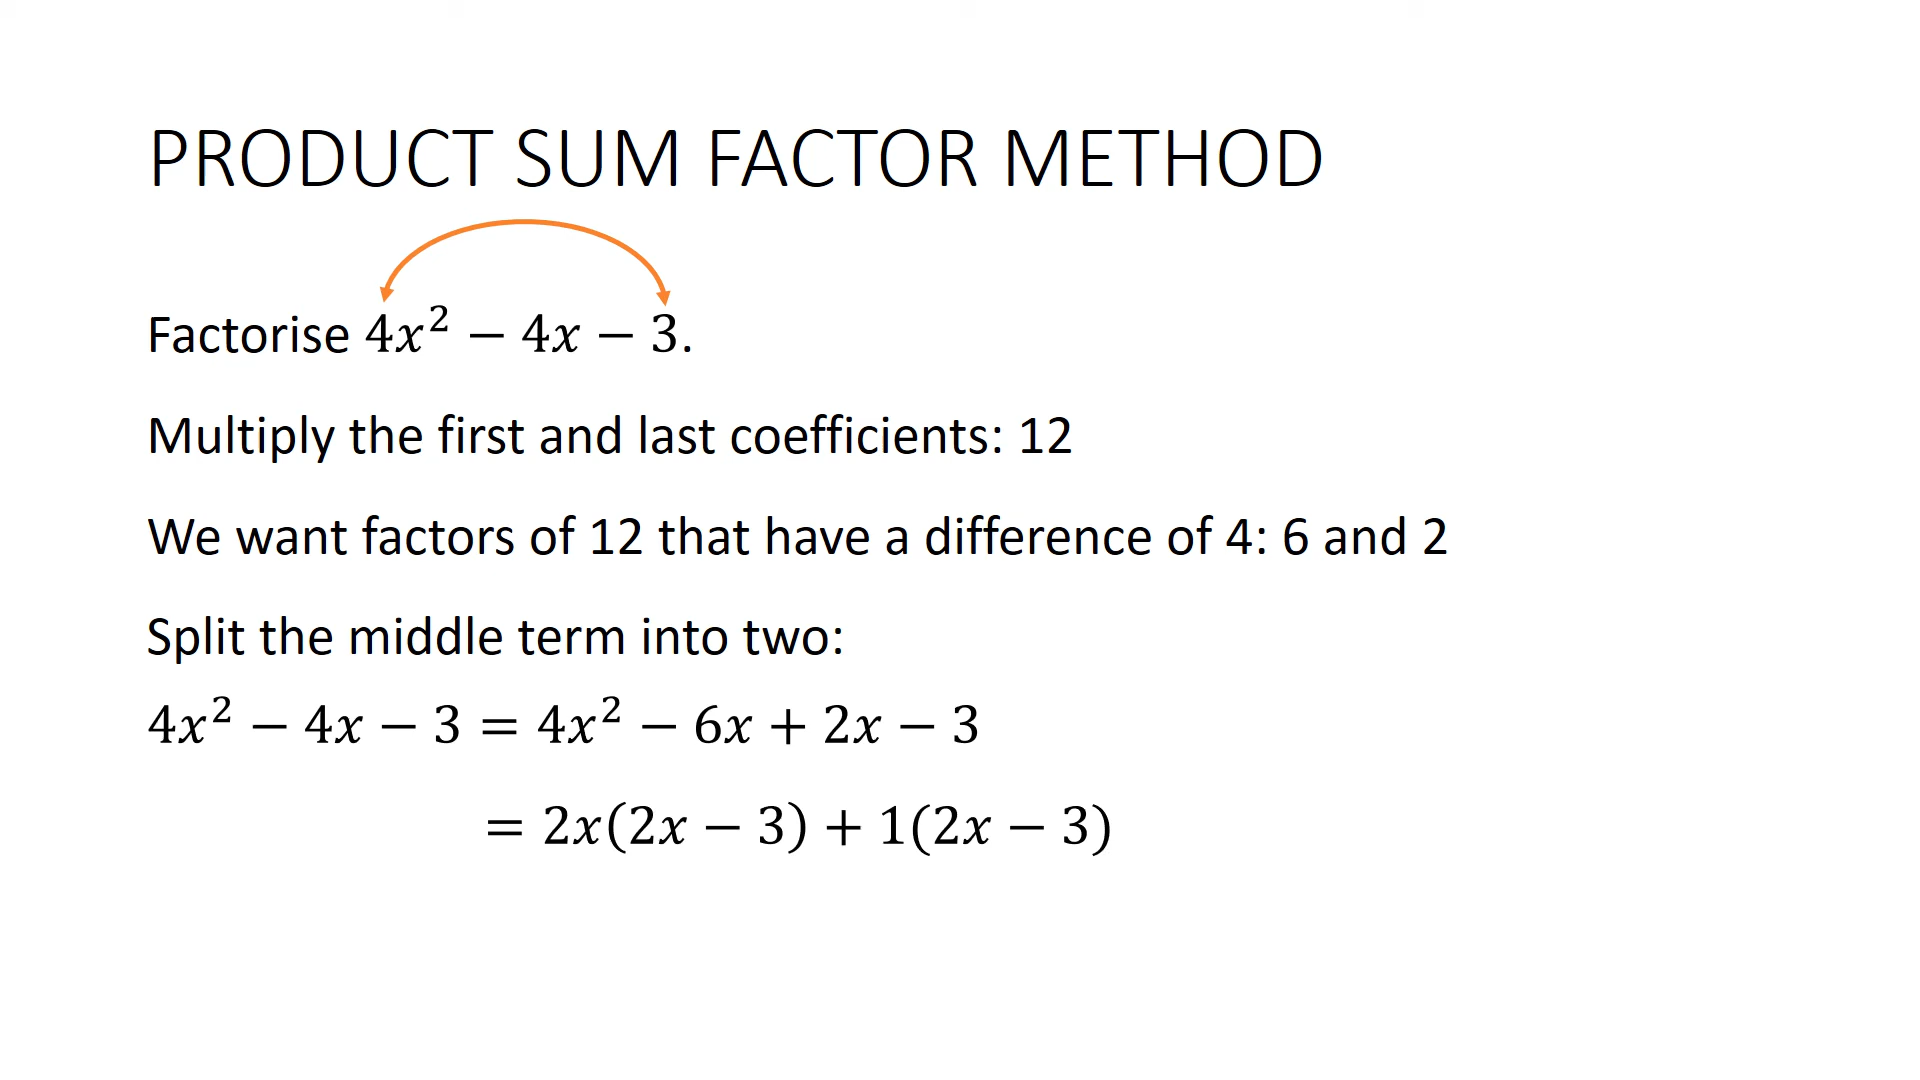 PRODUCT SUM FACTOR METHOD
Factorise 4x² − 4x − 3.
Multiply the first and last coefficients: 12
We want factors of 12 that have a difference of 4: 6 and 2
Split the middle term into two:
4x² − 4x − 3 = 4x² − 6x + 2x − 3
= 2x(2x − 3) + 1(2x − 3)